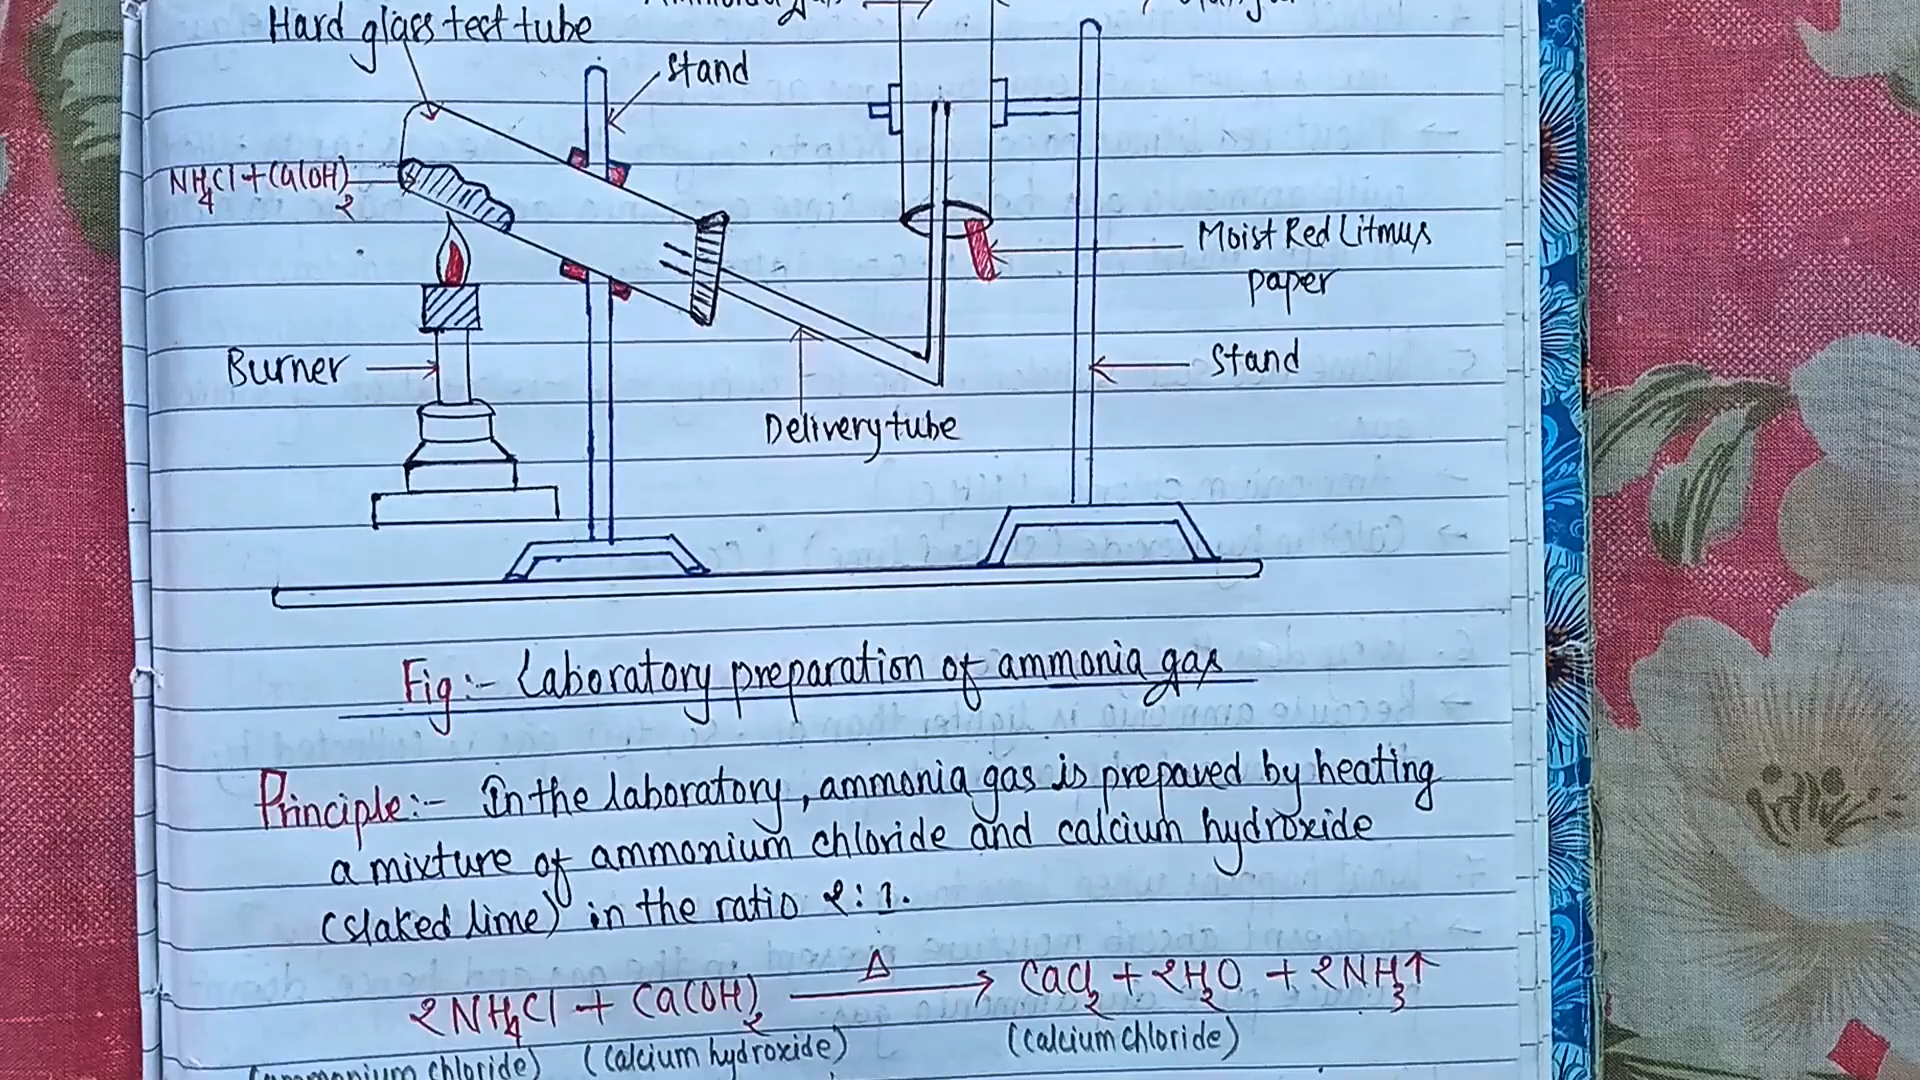 Hard glass test tube
Stand
NH4Cl + Ca(OH)2
Moist Red Litmus
paper
Burner
Stand
Delivery tube
Fig:- Laboratory preparation of ammonia gas
Principle:- In the laboratory, ammonia gas is prepared by heating
a mixture of ammonium chloride and calcium hydroxide
(slaked lime) in the ratio 2:1.
2NH4Cl + Ca(OH)2 —Δ→ CaCl2 + 2H2O + 2NH3↑
(ammonium chloride) (calcium hydroxide) (calcium chloride)